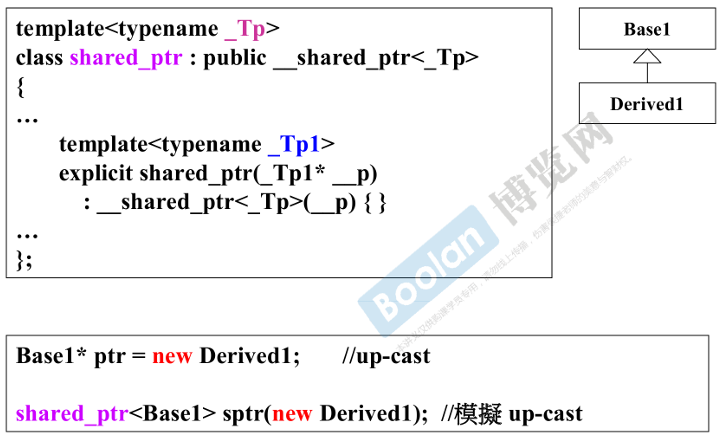 template<typename _Tp>
class shared_ptr : public __shared_ptr<_Tp>
{
…
template<typename _Tp1>
explicit shared_ptr(_Tp1* __p)
: __shared_ptr<_Tp>(__p) { }
…
};
Base1
Derived1
Boolan 博览网
Base1* ptr = new Derived1; //up-cast
shared_ptr<Base1> sptr(new Derived1); //模擬 up-cast